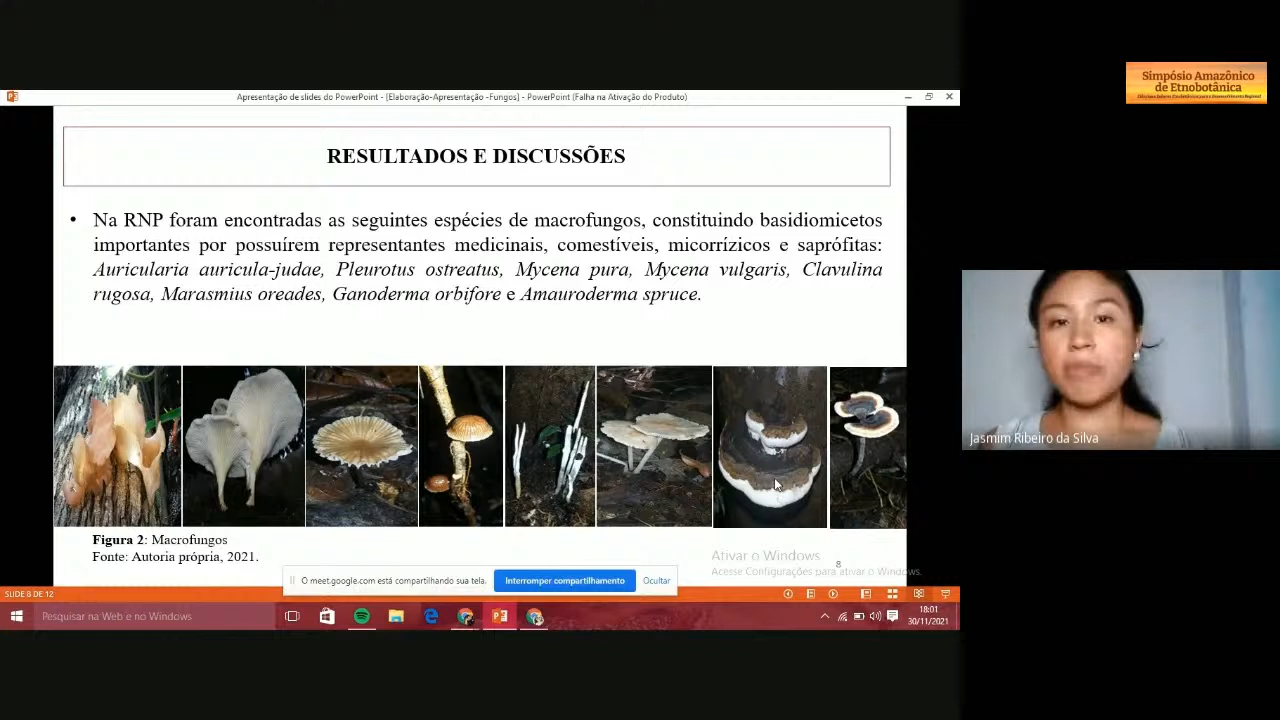 Simpósio Amazônico
de Etnobotânica
Apresentação de slides do PowerPoint - [Elaboração-Apresentação -Fungos] - PowerPoint (Falha na Ativação do Produto)
RESULTADOS E DISCUSSÕES
• Na RNP foram encontradas as seguintes espécies de macrofungos, constituindo basidiomicetos
importantes por possuírem representantes medicinais, comestíveis, micorrízicos e saprófitas:
Auricularia auricula-judae, Pleurotus ostreatus, Mycena pura, Mycena vulgaris, Clavulina
rugosa, Marasmius oreades, Ganoderma orbifore e Amauroderma spruce.
Jasmim Ribeiro da Silva
Figura 2: Macrofungos
Fonte: Autoria própria, 2021.
Ativar o Windows
Acesse Configurações para ativar o Windows.
8
O meet.google.com está compartilhando sua tela.
Interromper compartilhamento
Ocultar
SLIDE 8 DE 12
Pesquisar na Web e no Windows
18:01
30/11/2021